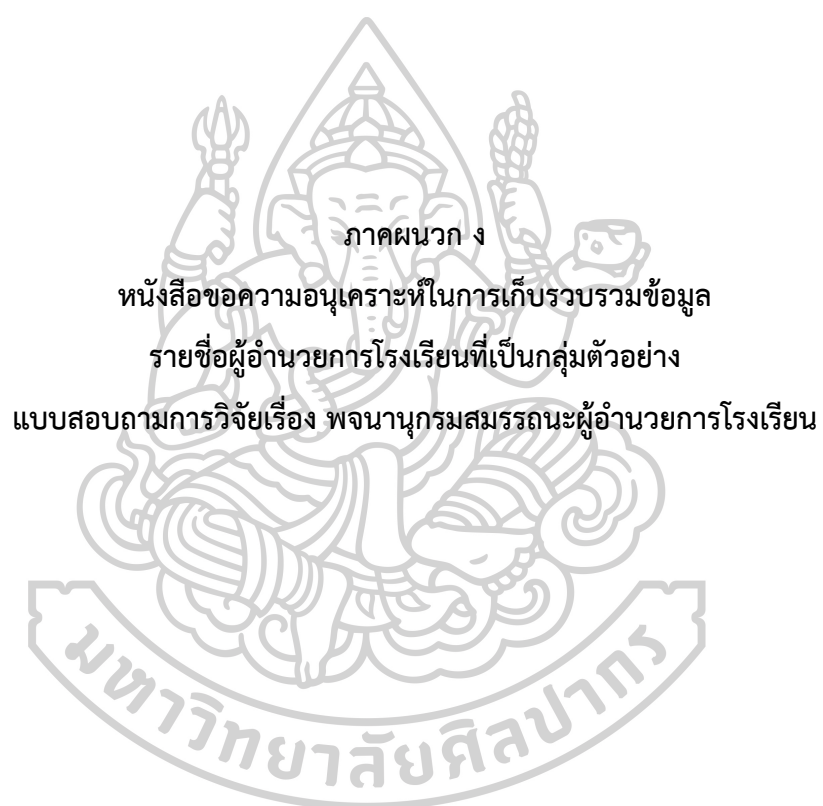 ภาคผนวก ง
หนังสือขอความอนุเคราะห์ในการเก็บรวบรวมข้อมูล
รายชื่อผู้อำนวยการโรงเรียนที่เป็นกลุ่มตัวอย่าง
แบบสอบถามการวิจัยเรื่อง พจนานุกรมสมรรถนะผู้อำนวยการโรงเรียน
มหาวิทยาลัยศิลปากร